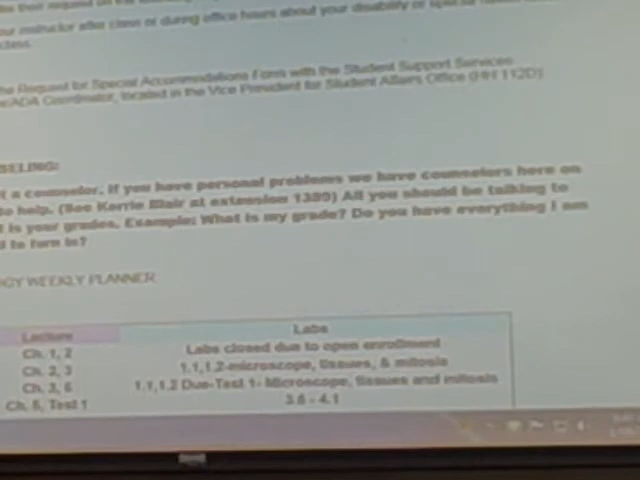 our instructor after class or during office hours about your disability or special
class.
he Request for Special Accommodations Form with the Student Support Services
e/ADA Coordinator, located in the Vice President for Student Affairs Office (HH 112D)
SELING:
t a counselor. If you have personal problems we have counselors here on
to help. (See Kerrie Blair at extension 1389) All you should be talking to
t is your grades. Example: What is my grade? Do you have everything I am
d to turn in?
OGY WEEKLY PLANNER
Lecture Labs
Ch. 1, 2 Labs closed due to open enrollment
Ch. 2, 3 1.1,1.2-microscope, tissues, & mitosis
Ch. 3, 6 1.1,1.2 Due-Test 1- Microscope, tissues and mitosis
Ch. 6, Test 1 3.6 - 4.1